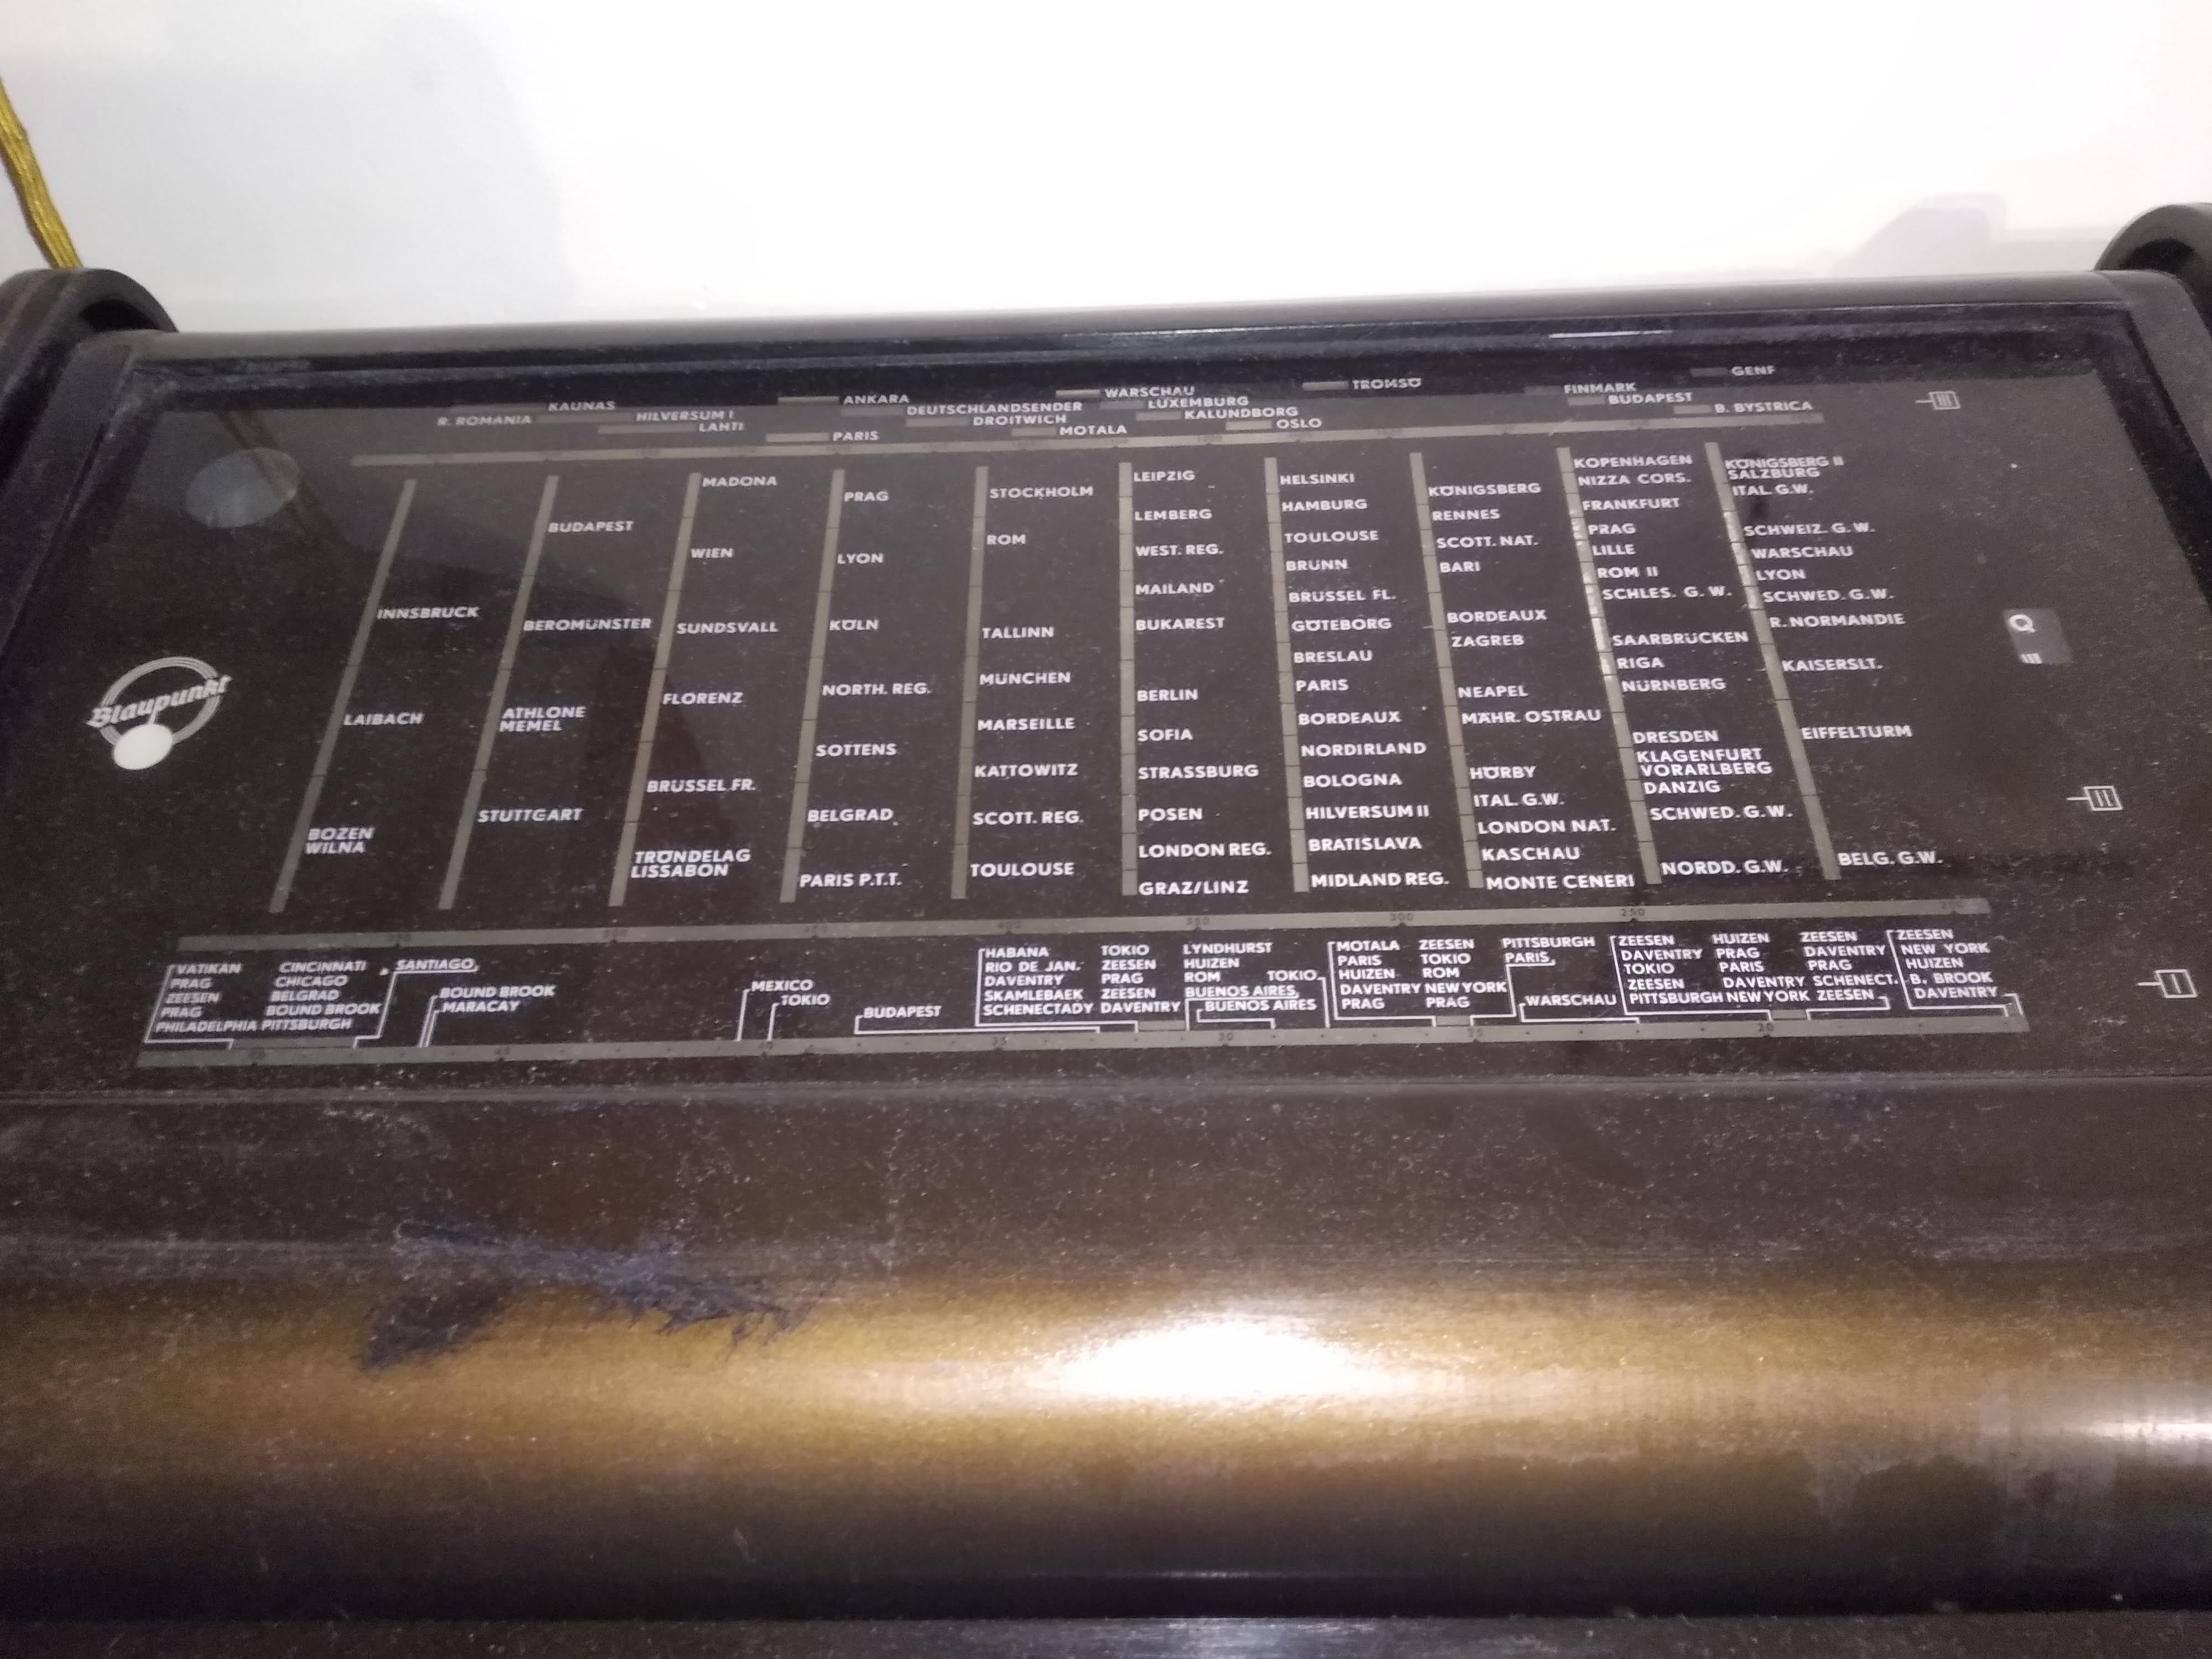 GENF
WARSCHAU
TROMSÖ
FINMARK
KAUNAS
ANKARA
LUXEMBURG
BUDAPEST
R. ROMANIA
HILVERSUM I
DEUTSCHLANDSENDER
KALUNDBORG
B. BYSTRICA
LAHTI
DROITWICH
OSLO
PARIS
MOTALA
INNSBRUCK
LAIBACH
BOZEN
WILNA
BUDAPEST
BEROMÜNSTER
ATHLONE
MEMEL
STUTTGART
MADONA
WIEN
SUNDSVALL
FLORENZ
BRÜSSEL FR.
TRÖNDELAG
LISSABON
PRAG
LYON
KÖLN
NORTH. REG.
SOTTENS
BELGRAD
PARIS P.T.T.
STOCKHOLM
ROM
TALLINN
MÜNCHEN
MARSEILLE
KATTOWITZ
SCOTT. REG.
TOULOUSE
LEIPZIG
LEMBERG
WEST. REG.
MAILAND
BUKAREST
BERLIN
SOFIA
STRASSBURG
POSEN
LONDON REG.
GRAZ/LINZ
HELSINKI
HAMBURG
TOULOUSE
BRÜNN
BRÜSSEL FL.
GÖTEBORG
BRESLAU
PARIS
BORDEAUX
NORDIRLAND
BOLOGNA
HILVERSUM II
BRATISLAVA
MIDLAND REG.
KÖNIGSBERG
RENNES
SCOTT. NAT.
BARI
BORDEAUX
ZAGREB
NEAPEL
MÄHR. OSTRAU
HÖRBY
ITAL. G.W.
LONDON NAT.
KASCHAU
MONTE CENERI
KOPENHAGEN
NIZZA CORS.
FRANKFURT
PRAG
LILLE
ROM II
SCHLES. G. W.
SAARBRÜCKEN
RIGA
NÜRNBERG
DRESDEN
KLAGENFURT
VORARLBERG
DANZIG
SCHWED. G.W.
NORDD. G.W.
KÖNIGSBERG II
SALZBURG
ITAL. G.W.
SCHWEIZ. G. W.
WARSCHAU
LYON
SCHWED. G.W.
R. NORMANDIE
KAISERSLT.
EIFFELTURM
BELG. G.W.
Blaupunkt
Q
400 350 300 250
VATIKAN CINCINNATI
PRAG CHICAGO
ZEESEN BELGRAD
PRAG BOUND BROOK
PHILADELPHIA PITTSBURGH
SANTIAGO
BOUND BROOK
MARACAY
MEXICO
TOKIO
BUDAPEST
HABANA TOKIO
RIO DE JAN. ZEESEN
DAVENTRY PRAG
SKAMLEBAEK ZEESEN
SCHENECTADY DAVENTRY
LYNDHURST
HUIZEN
ROM TOKIO
BUENOS AIRES
BUENOS AIRES
MOTALA ZEESEN
PARIS TOKIO
HUIZEN ROM
DAVENTRY NEW YORK
PRAG PRAG
PITTSBURGH
PARIS
WARSCHAU
ZEESEN HUIZEN ZEESEN
DAVENTRY PRAG DAVENTRY
TOKIO PARIS PRAG
ZEESEN DAVENTRY SCHENECT.
PITTSBURGH NEW YORK ZEESEN
ZEESEN
NEW YORK
HUIZEN
B. BROOK
DAVENTRY
35 30 25 20